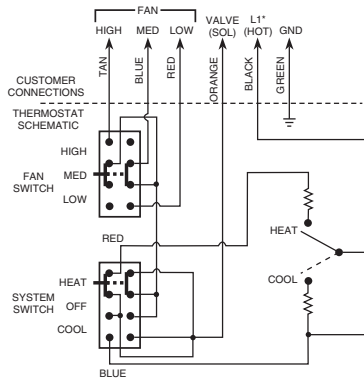 FAN
HIGH MED LOW
VALVE (SOL)
L1* (HOT)
GND
TAN
BLUE
RED
ORANGE
BLACK
GREEN
CUSTOMER CONNECTIONS
THERMOSTAT SCHEMATIC
HIGH
FAN SWITCH
MED
LOW
RED
HEAT
COOL
SYSTEM SWITCH
HEAT
OFF
COOL
BLUE